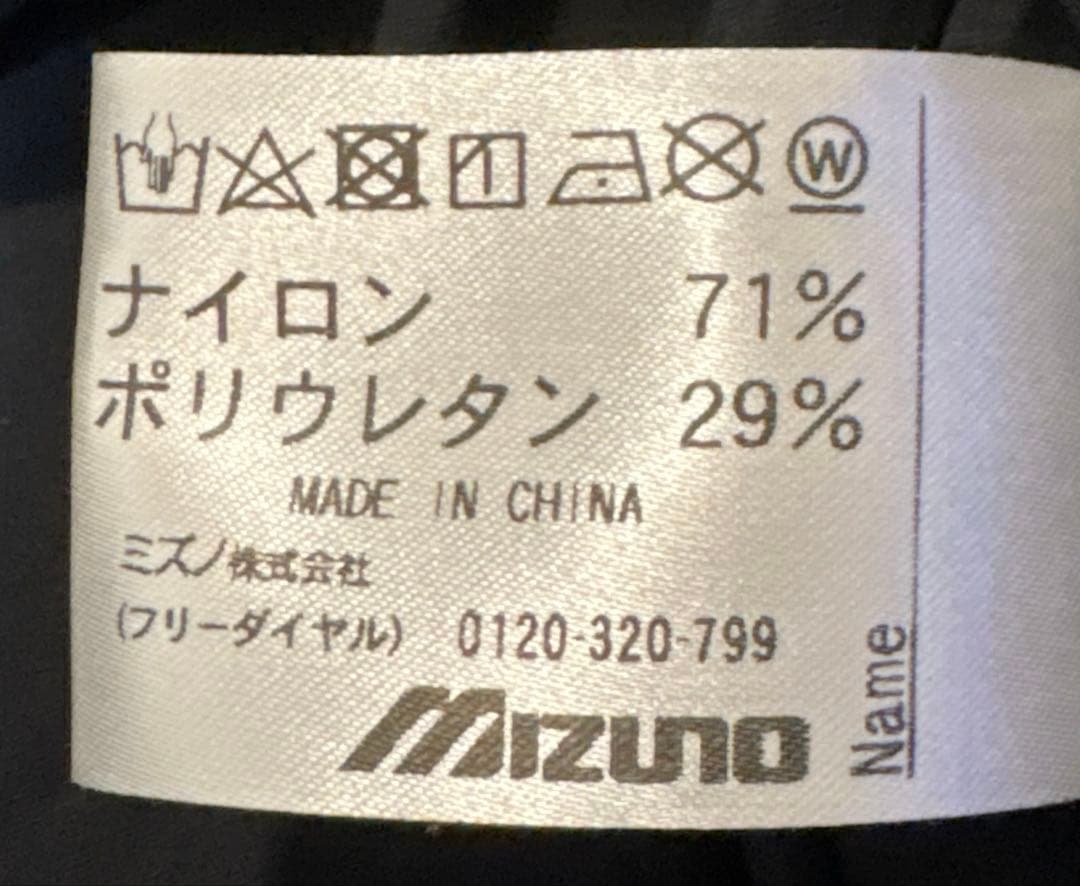 W
ナイロン 71%
ポリウレタン 29%
MADE IN CHINA
ミズノ株式会社
(フリーダイヤル) 0120-320-799
MIZUNO
Name